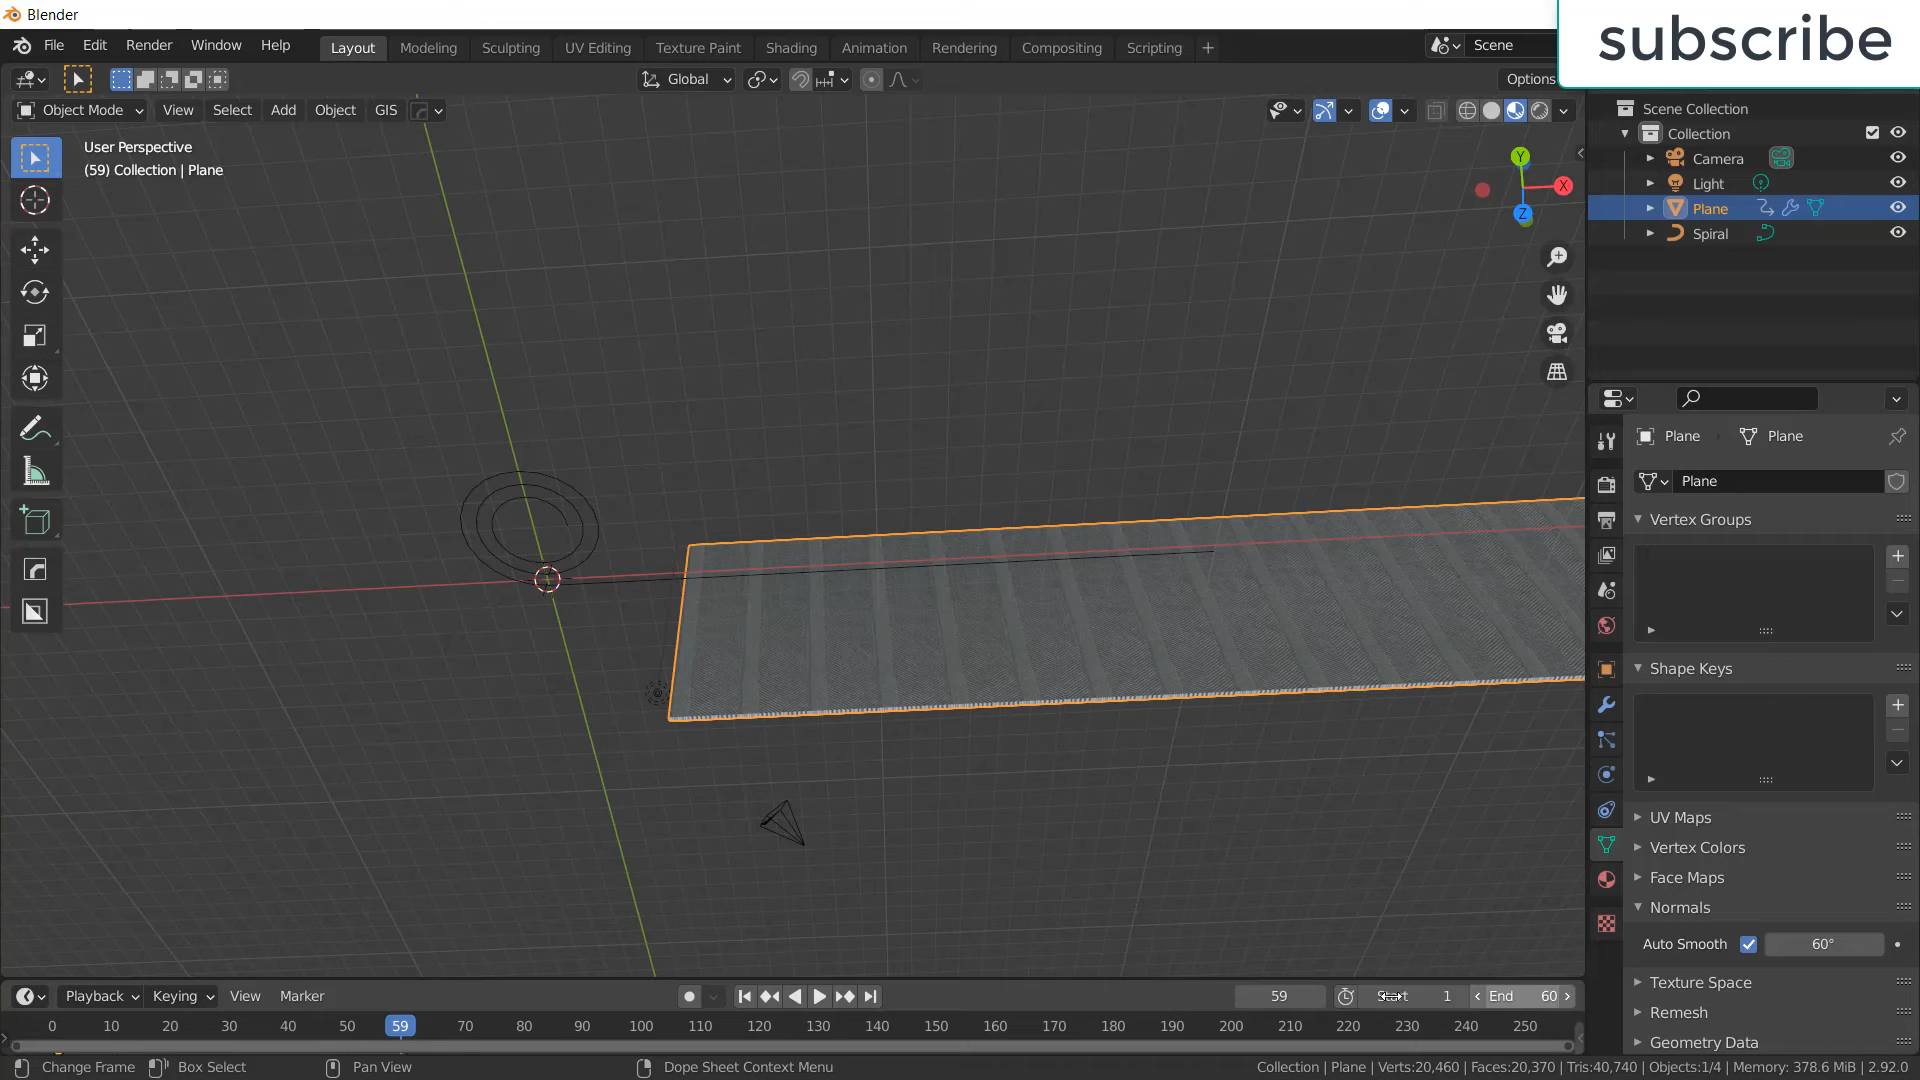 Blender
subscribe
File Edit Render Window Help Layout Modeling Sculpting UV Editing Texture Paint Shading Animation Rendering Compositing Scripting + Scene
Global Options
Object Mode View Select Add Object GIS
User Perspective
(59) Collection | Plane
Y
X
Z
Scene Collection
Collection
Camera
Light
Plane
Spiral
Plane Plane
Plane
Vertex Groups
Shape Keys
UV Maps
Vertex Colors
Face Maps
Normals
Auto Smooth 60°
Texture Space
Remesh
Geometry Data
Playback Keying View Marker 59 Start 1 End 60
0 10 20 30 40 50 59 70 80 90 100 110 120 130 140 150 160 170 180 190 200 210 220 230 240 250
Change Frame Box Select Pan View Dope Sheet Context Menu Collection | Plane | Verts:20,460 | Faces:20,370 | Tris:40,740 | Objects:1/4 | Memory: 378.6 MiB | 2.92.0